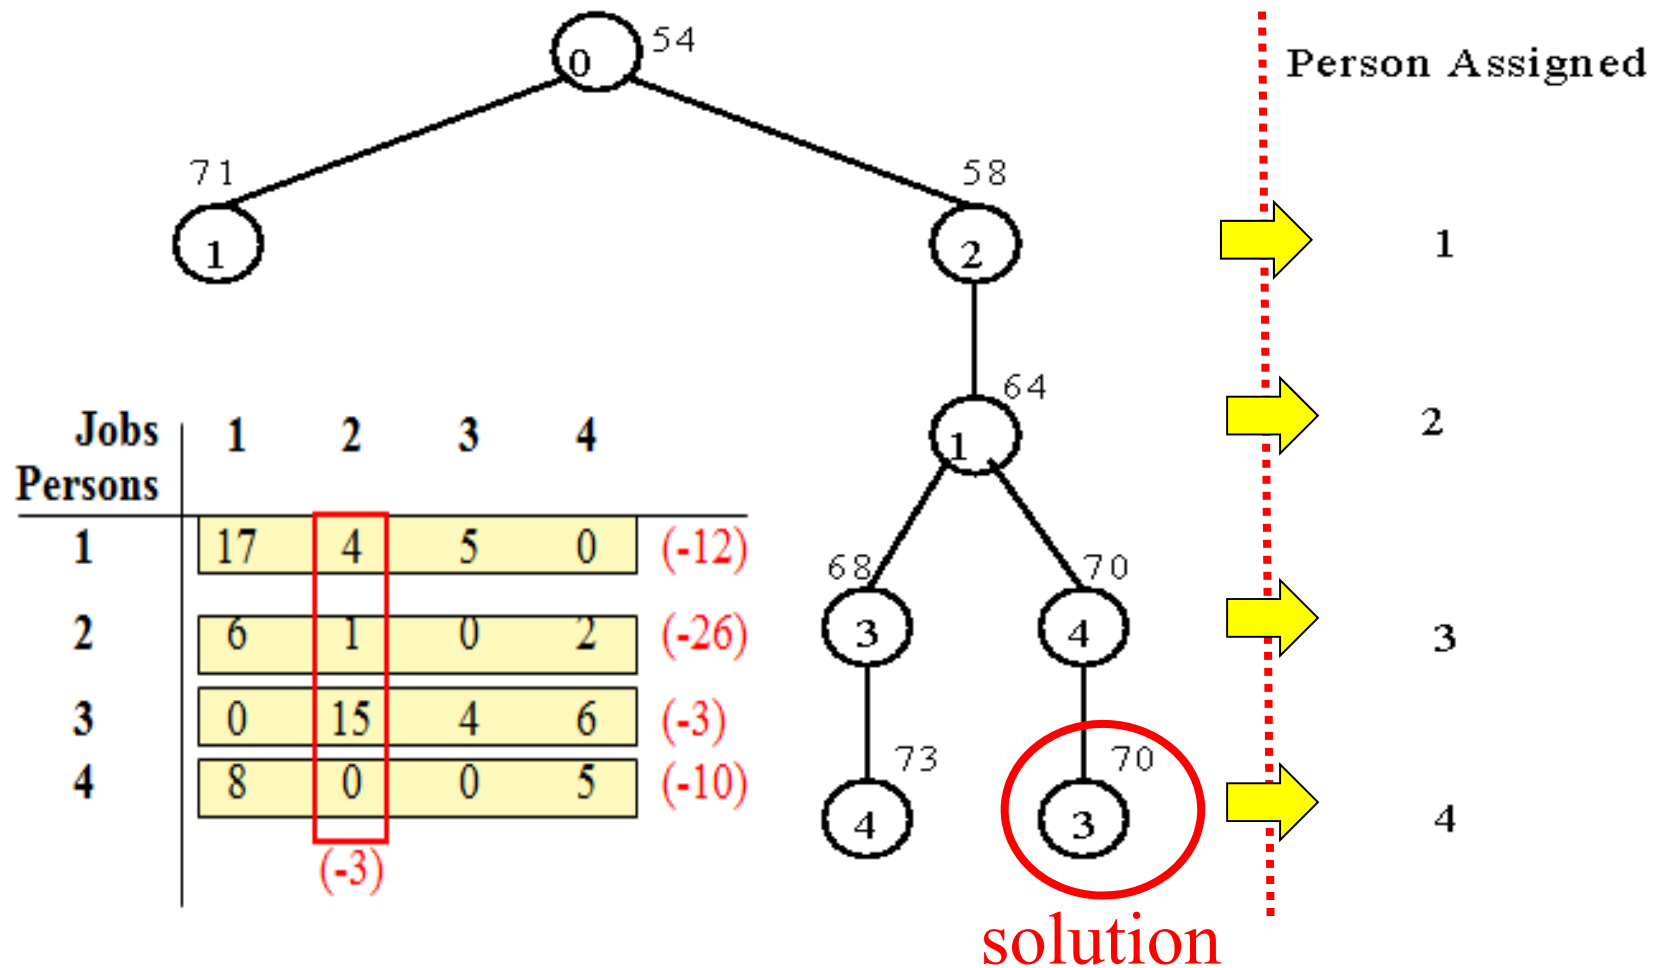 0 54 Person Assigned
71 58
1 2 1
64
1 2
Jobs 1 2 3 4
Persons
1 17 4 5 0 (-12)
68 70
2 6 1 0 2 (-26)
3 4 3
3 0 15 4 6 (-3)
73 70
4 8 0 0 5 (-10)
4 3 4
(-3)
solution